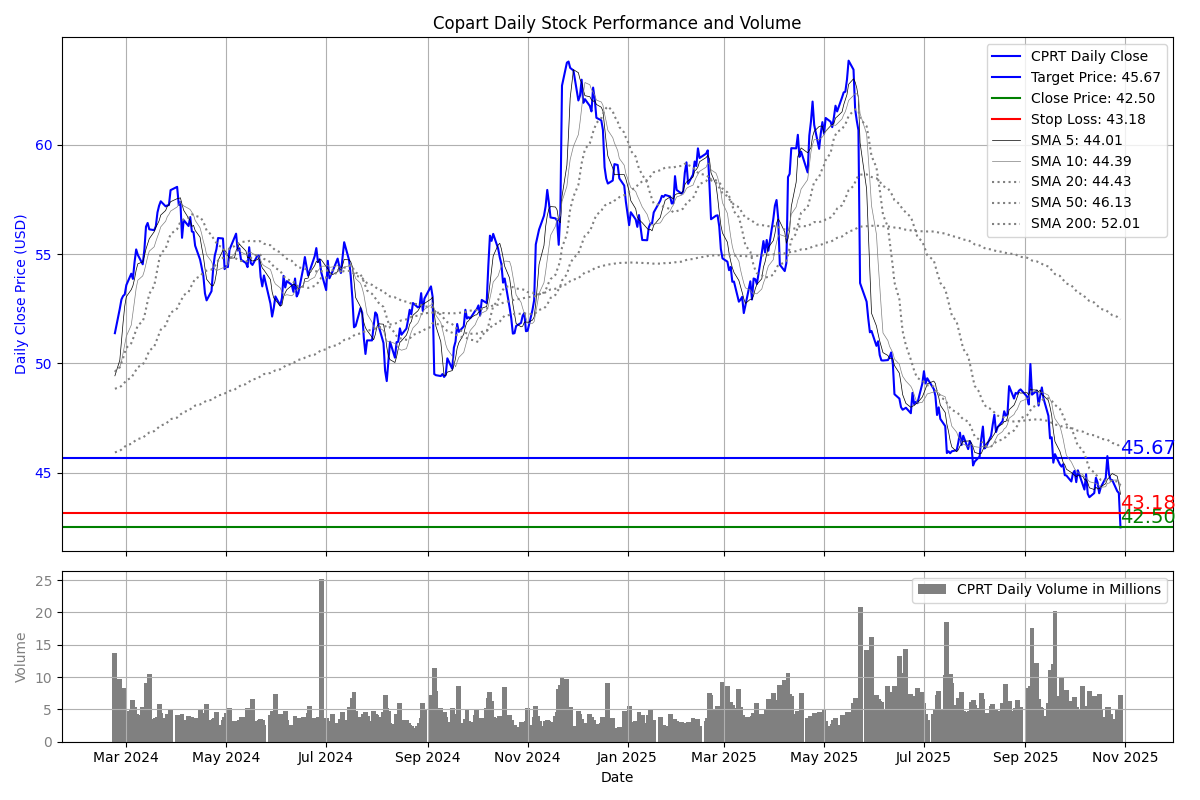 Copart Daily Stock Performance and Volume
Daily Close Price (USD)
60
55
50
45
CPRT Daily Close
Target Price: 45.67
Close Price: 42.50
Stop Loss: 43.18
SMA 5: 44.01
SMA 10: 44.39
SMA 20: 44.43
SMA 50: 46.13
SMA 200: 52.01
45.67
43.18
42.50
Volume
25
20
15
10
5
0
CPRT Daily Volume in Millions
Mar 2024 May 2024 Jul 2024 Sep 2024 Nov 2024 Jan 2025 Mar 2025 May 2025 Jul 2025 Sep 2025 Nov 2025
Date